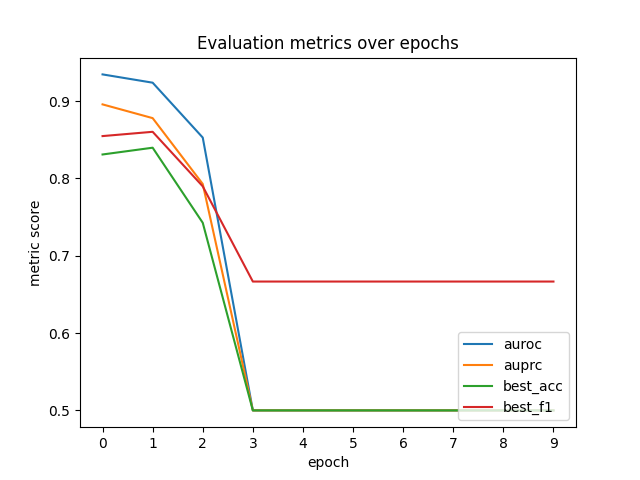 Evaluation metrics over epochs
metric score
0.9
0.8
0.7
0.6
0.5
auroc
auprc
best_acc
best_f1
0 1 2 3 4 5 6 7 8 9
epoch